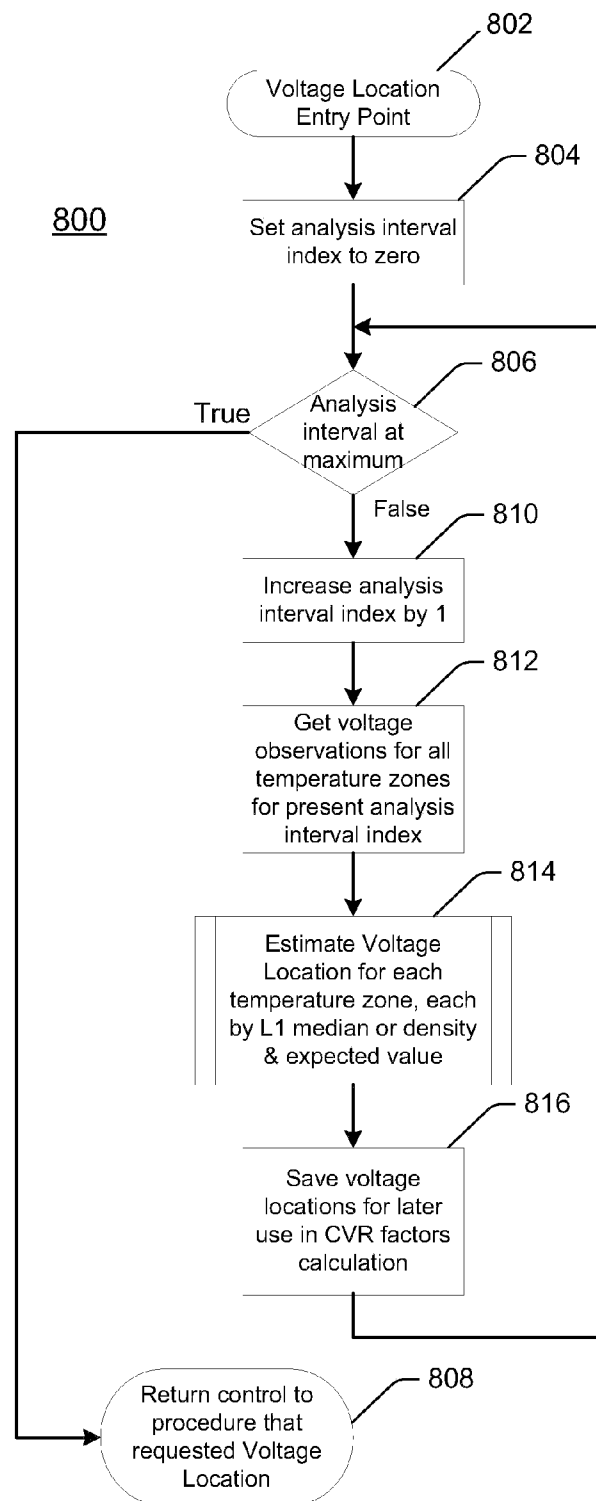 802
Voltage Location
Entry Point
804
800
Set analysis interval
index to zero
806
True
Analysis
interval at
maximum
False
810
Increase analysis
interval index by 1
812
Get voltage
observations for all
temperature zones
for present analysis
interval index
814
Estimate Voltage
Location for each
temperature zone, each
by L1 median or density
& expected value
816
Save voltage
locations for later
use in CVR factors
calculation
808
Return control to
procedure that
requested Voltage
Location